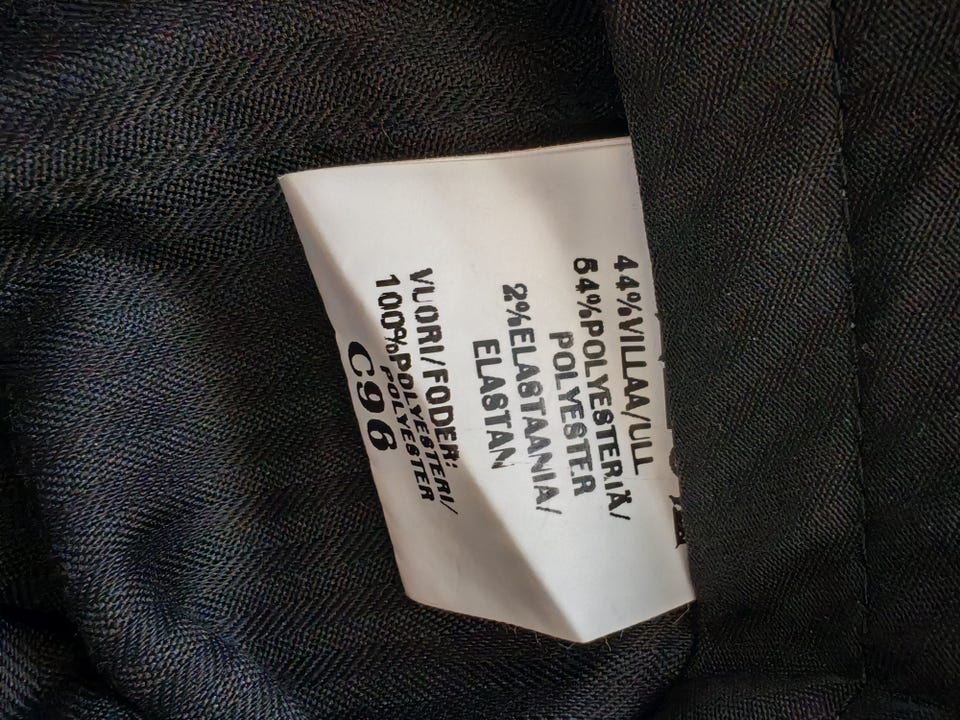 44%VILLAA/ULL
54%POLYESTERIÄ/
POLYESTER
2%ELASTAANIA/
ELASTAN
VUORI/FODER:
100%POLYESTERI/
POLYESTER
C96